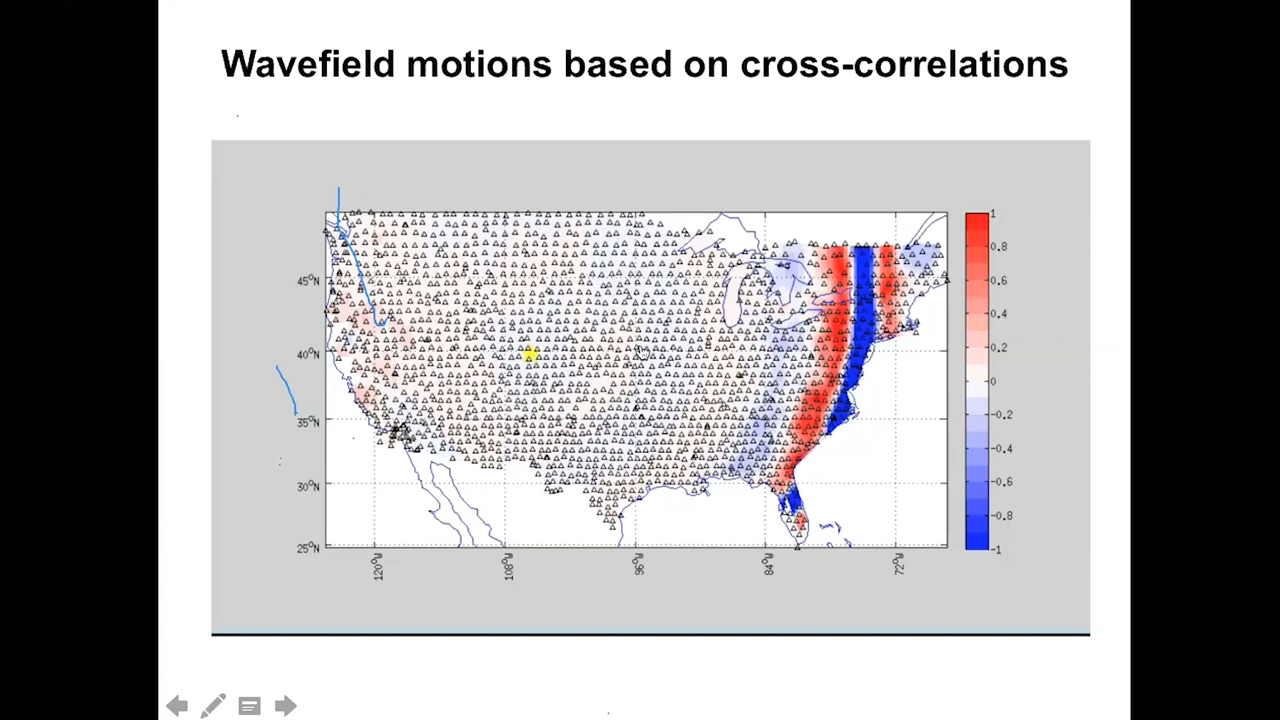 Wavefield motions based on cross-correlations
1
0.8
45°N
0.6
0.4
40°N
0.2
0
-0.2
35°N
-0.4
30°N
-0.6
-0.8
25°N
-1
120°W
108°W
96°W
84°W
72°W